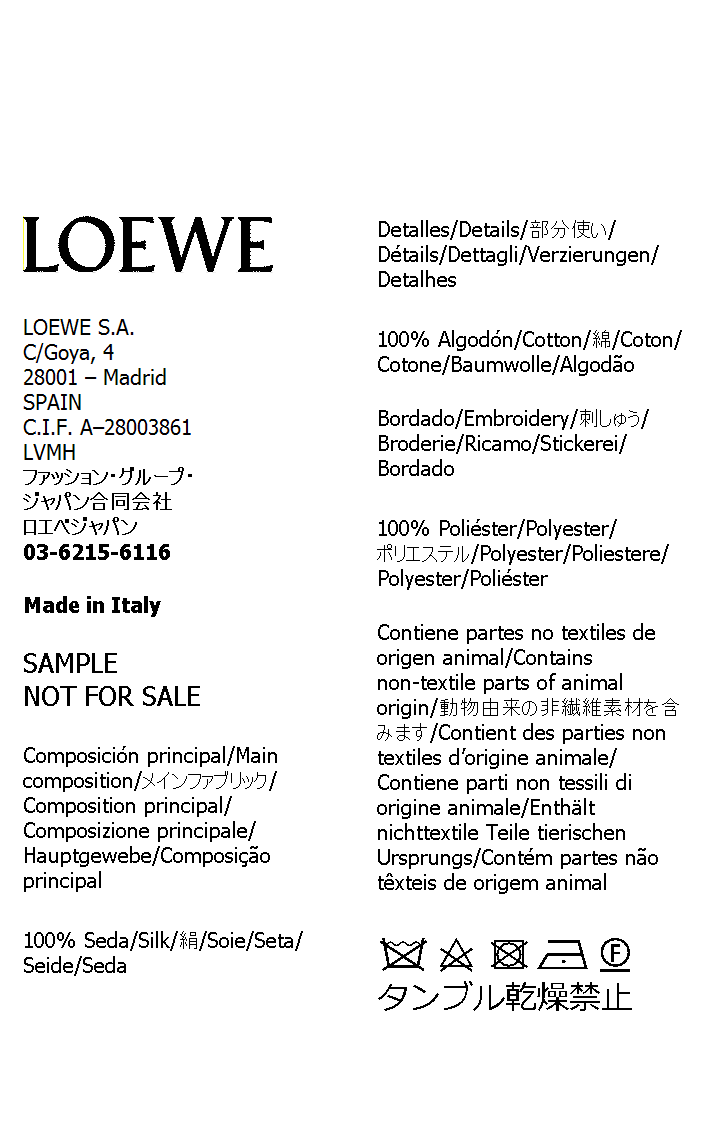 LOEWE
LOEWE S.A.
C/Goya, 4
28001 – Madrid
SPAIN
C.I.F. A–28003861
LVMH
ファッション・グループ・
ジャパン合同会社
ロエベジャパン
03-6215-6116
Made in Italy
SAMPLE
NOT FOR SALE
Composición principal/Main
composition/メインファブリック/
Composition principal/
Composizione principale/
Hauptgewebe/Composição
principal
100% Seda/Silk/絹/Soie/Seta/
Seide/Seda
Detalles/Details/部分使い/
Détails/Dettagli/Verzierungen/
Detalhes
100% Algodón/Cotton/綿/Coton/
Cotone/Baumwolle/Algodão
Bordado/Embroidery/刺しゅう/
Broderie/Ricamo/Stickerei/
Bordado
100% Poliéster/Polyester/
ポリエステル/Polyester/Poliestere/
Polyester/Poliéster
Contiene partes no textiles de
origen animal/Contains
non-textile parts of animal
origin/動物由来の非繊維素材を含
みます/Contient des parties non
textiles d’origine animale/
Contiene parti non tessili di
origine animale/Enthält
nichttextile Teile tierischen
Ursprungs/Contém partes não
têxteis de origem animal
F
タンブル乾燥禁止